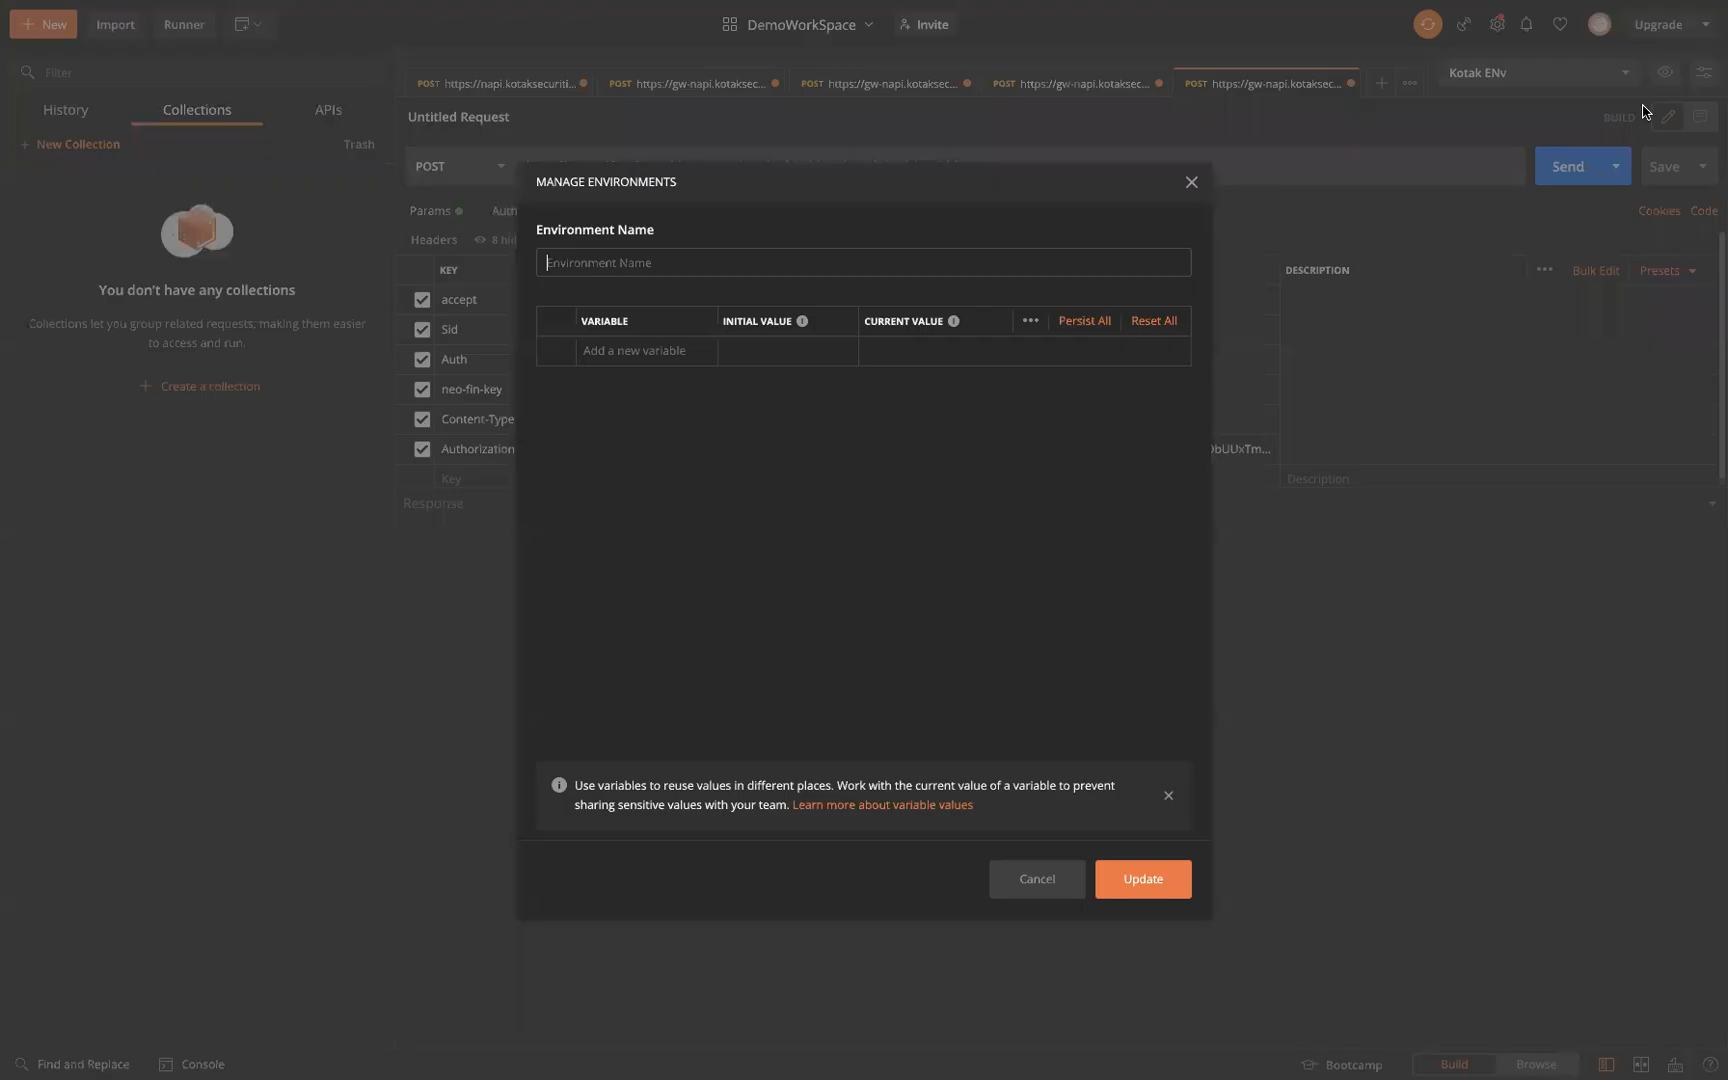 New
Import
Runner
DemoWorkSpace
Invite
Upgrade
Filter
History
Collections
APIs
New Collection
Trash
You don't have any collections
Collections let you group related requests, making them easier
to access and run.
Create a collection
POST https://napi.kotaksecuriti...
POST https://gw-napi.kotaksec...
POST https://gw-napi.kotaksec...
POST https://gw-napi.kotaksec...
POST https://gw-napi.kotaksec...
Kotak ENv
Untitled Request
BUILD
POST
Send
Save
Params
Auth
Cookies
Code
Headers
8 hid
KEY
DESCRIPTION
Bulk Edit
Presets
accept
Sid
Auth
neo-fin-key
Content-Type
Authorization
ObUUxTm...
Key
Description
Response
MANAGE ENVIRONMENTS
Environment Name
Environment Name
VARIABLE
INITIAL VALUE
CURRENT VALUE
Persist All
Reset All
Add a new variable
Use variables to reuse values in different places. Work with the current value of a variable to prevent
sharing sensitive values with your team. Learn more about variable values
Cancel
Update
Find and Replace
Console
Bootcamp
Build
Browse